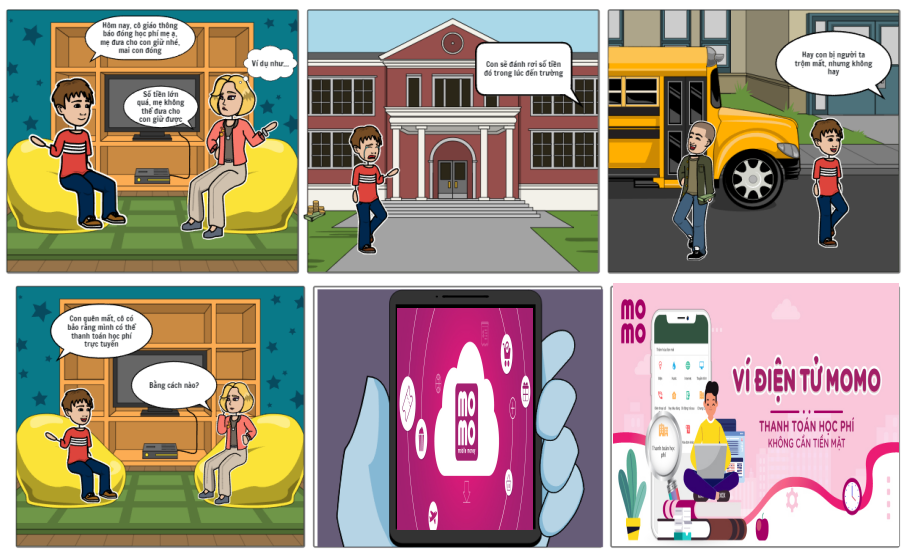 Hôm nay, cô giáo thông
báo đóng học phí mẹ ạ,
mẹ đưa cho con giữ nhé,
mai con đóng
Ví dụ như...
Số tiền lớn
quá, mẹ không
thể đưa cho
con giữ được
Con sẽ đánh rơi số tiền
đó trong lúc đến trường
Hay con bị người ta
trộm mất, nhưng không
hay
Con quên mất, cô có
bảo rằng mình có thể
thanh toán học phí
trực tuyến
Bằng cách nào?
MO
MO
mobile money
MO
MO
VÍ ĐIỆN TỬ MOMO
THANH TOÁN HỌC PHÍ
KHÔNG CẦN TIỀN MẶT
Thanh toán học
phí